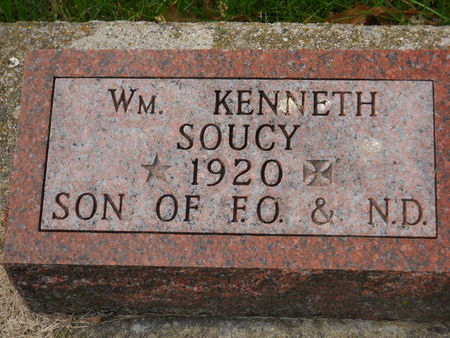 Wm. KENNETH
SOUCY
1920
SON OF F.O. & N.D.